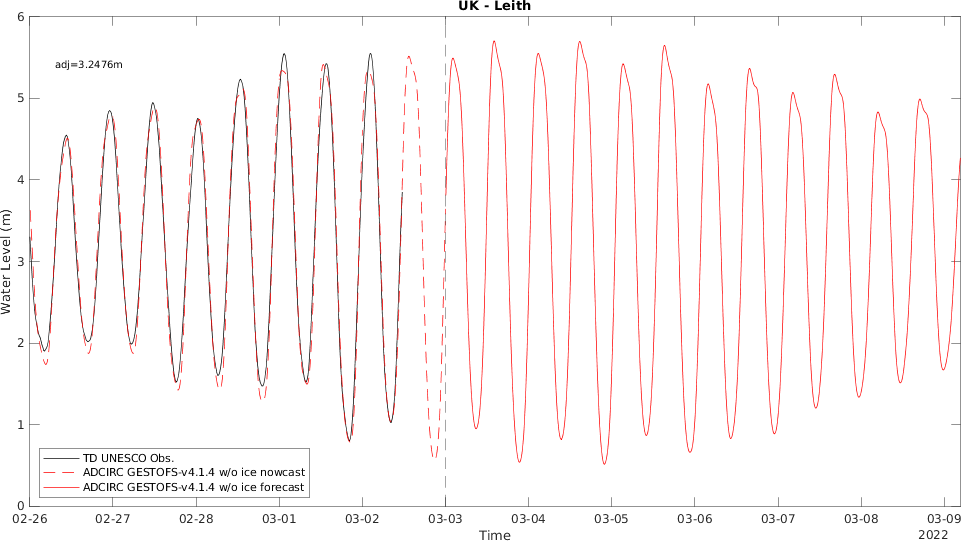 UK - Leith
6
adj=3.2476m
5
4
3
2
1
0
Water Level (m)
TD UNESCO Obs.
ADCIRC GESTOFS-v4.1.4 w/o ice nowcast
ADCIRC GESTOFS-v4.1.4 w/o ice forecast
02-26 02-27 02-28 03-01 03-02 03-03 03-04 03-05 03-06 03-07 03-08 03-09
Time
2022